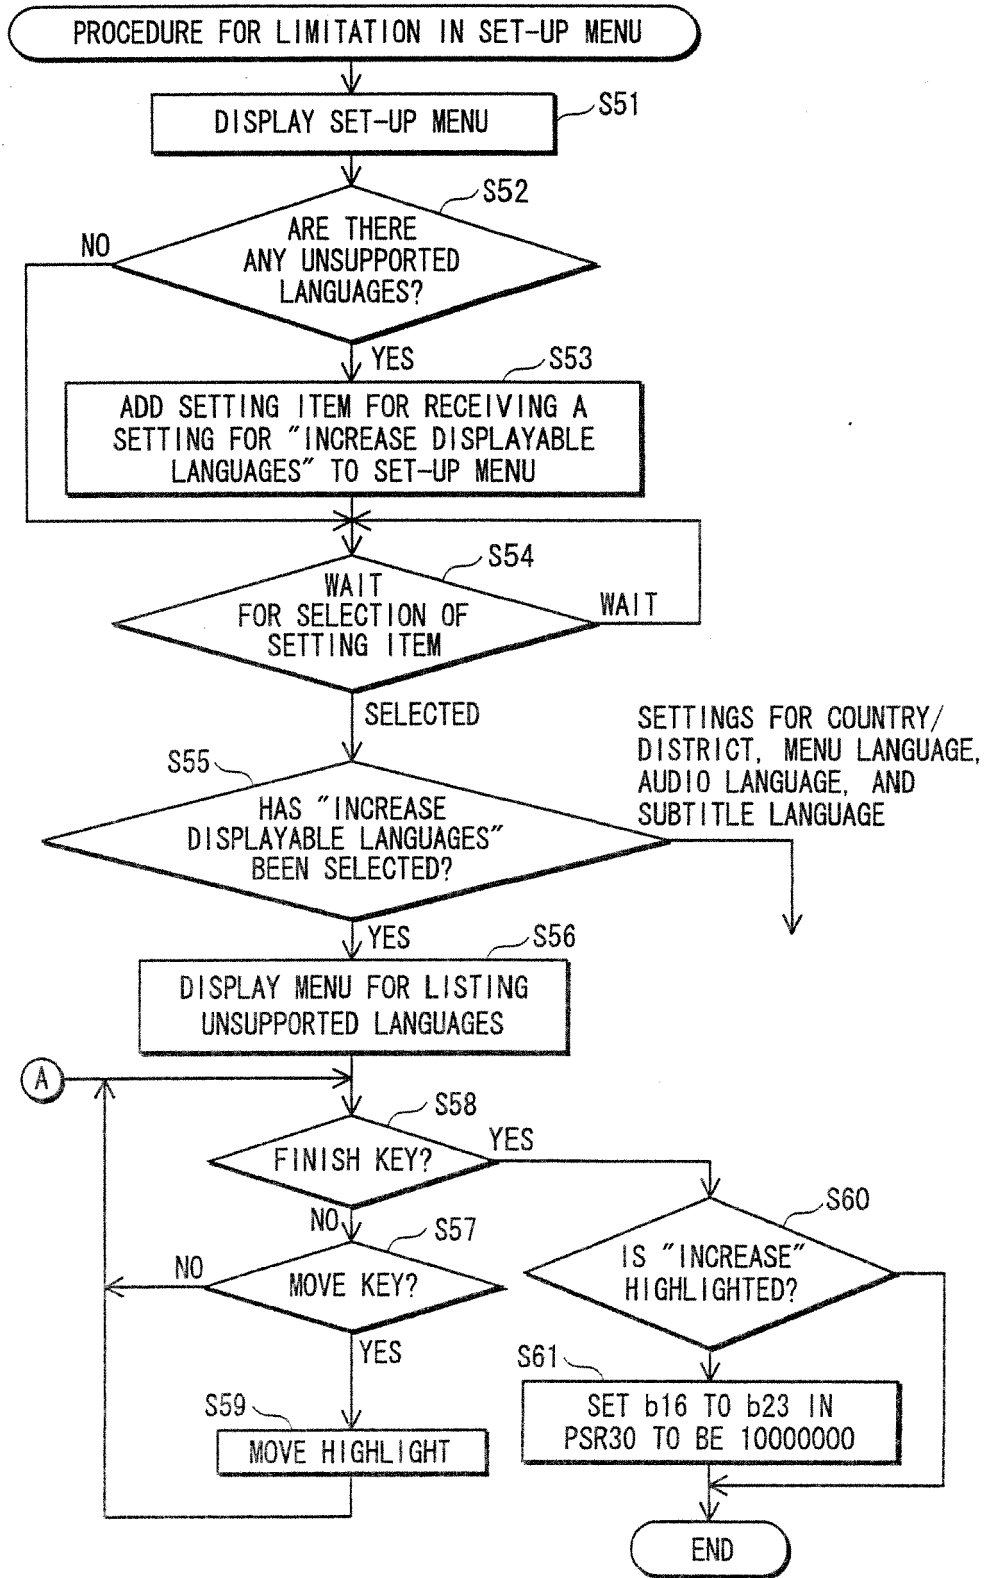 PROCEDURE FOR LIMITATION IN SET-UP MENU
DISPLAY SET-UP MENU
S51
S52
ARE THERE
ANY UNSUPPORTED
LANGUAGES?
NO
YES
S53
ADD SETTING ITEM FOR RECEIVING A
SETTING FOR "INCREASE DISPLAYABLE
LANGUAGES" TO SET-UP MENU
S54
WAIT
FOR SELECTION OF
SETTING ITEM
WAIT
SELECTED
SETTINGS FOR COUNTRY/
DISTRICT, MENU LANGUAGE,
AUDIO LANGUAGE, AND
SUBTITLE LANGUAGE
S55
HAS "INCREASE
DISPLAYABLE LANGUAGES"
BEEN SELECTED?
YES
S56
DISPLAY MENU FOR LISTING
UNSUPPORTED LANGUAGES
A
S58
FINISH KEY?
YES
NO
S57
MOVE KEY?
NO
YES
S59
MOVE HIGHLIGHT
S60
IS "INCREASE"
HIGHLIGHTED?
S61
SET b16 TO b23 IN
PSR30 TO BE 10000000
END